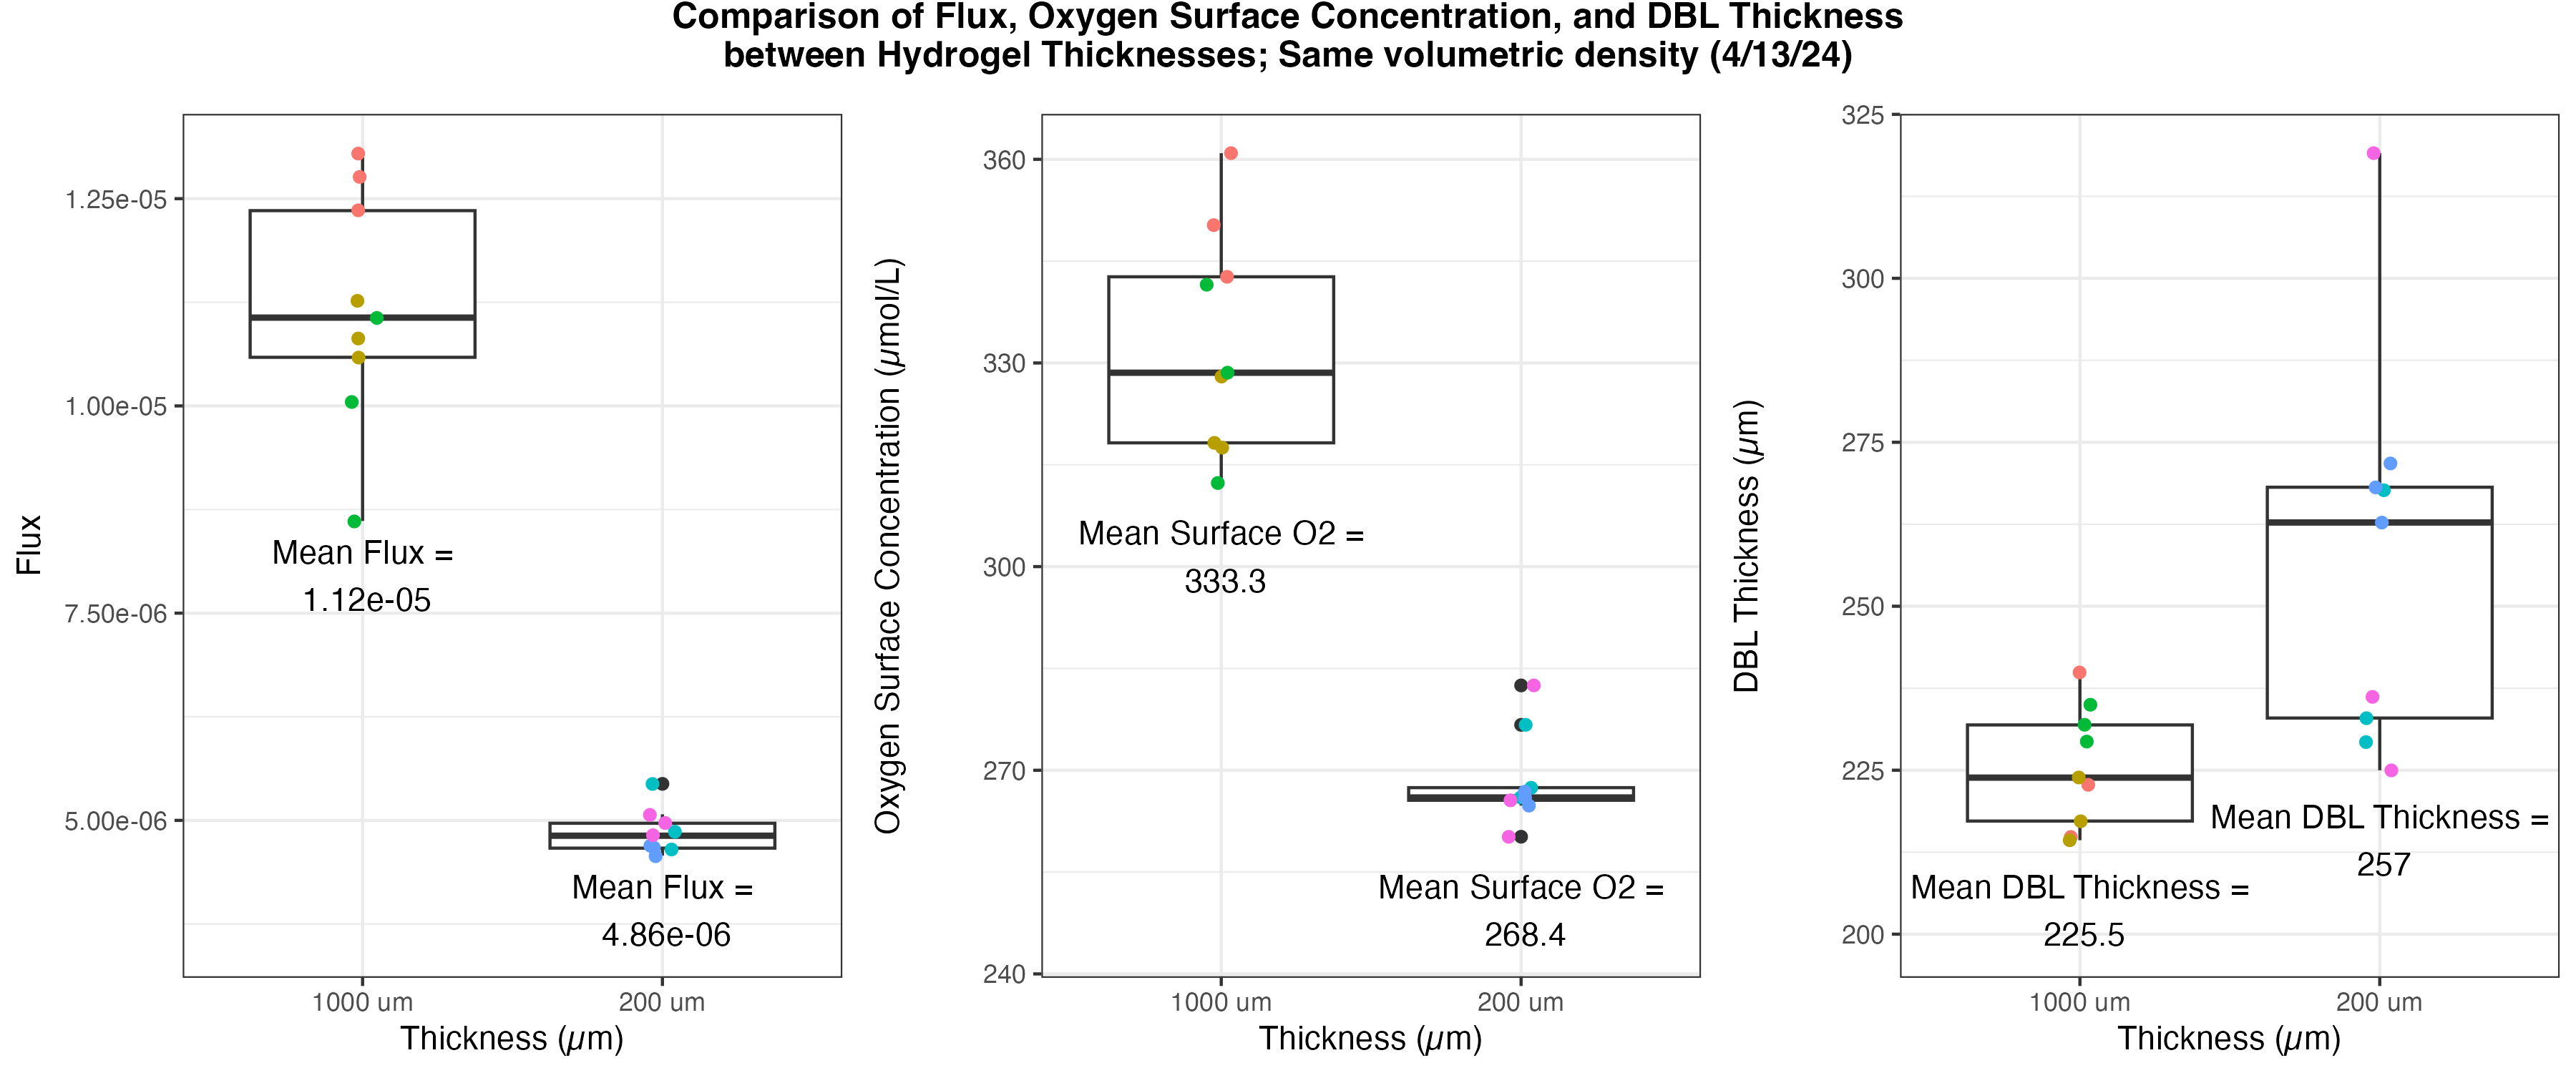 Comparison of Flux, Oxygen Surface Concentration, and DBL Thickness
between Hydrogel Thicknesses; Same volumetric density (4/13/24)
Flux
1.25e-05
1.00e-05
7.50e-06
5.00e-06
Mean Flux =
1.12e-05
Mean Flux =
4.86e-06
1000 um
200 um
Thickness (µm)
Oxygen Surface Concentration (µmol/L)
360
330
300
270
240
Mean Surface O2 =
333.3
Mean Surface O2 =
268.4
1000 um
200 um
Thickness (µm)
DBL Thickness (µm)
325
300
275
250
225
200
Mean DBL Thickness =
257
Mean DBL Thickness =
225.5
1000 um
200 um
Thickness (µm)